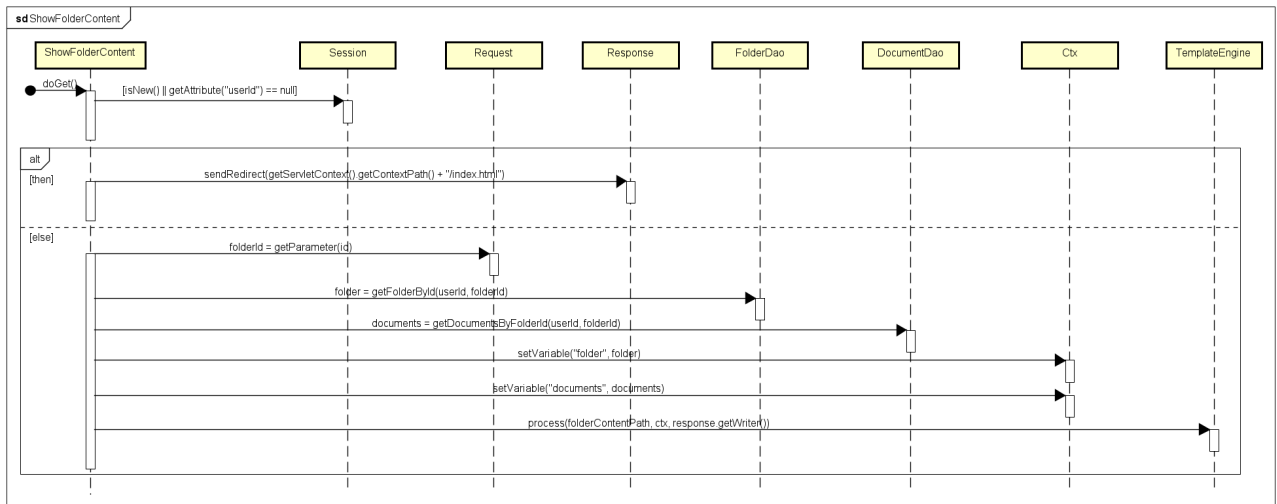 sd ShowFolderContent
ShowFolderContent
Session
Request
Response
FolderDao
DocumentDao
Ctx
TemplateEngine
doGet()
[isNew() || getAttribute("userId") == null]
alt
[then]
sendRedirect(getServletContext().getContextPath() + "/index.html")
[else]
folderId = getParameter(id)
folder = getFolderById(userId, folderId)
documents = getDocumentsByFolderId(userId, folderId)
setVariable("folder", folder)
setVariable("documents", documents)
process(folderContentPath, ctx, response.getWriter())